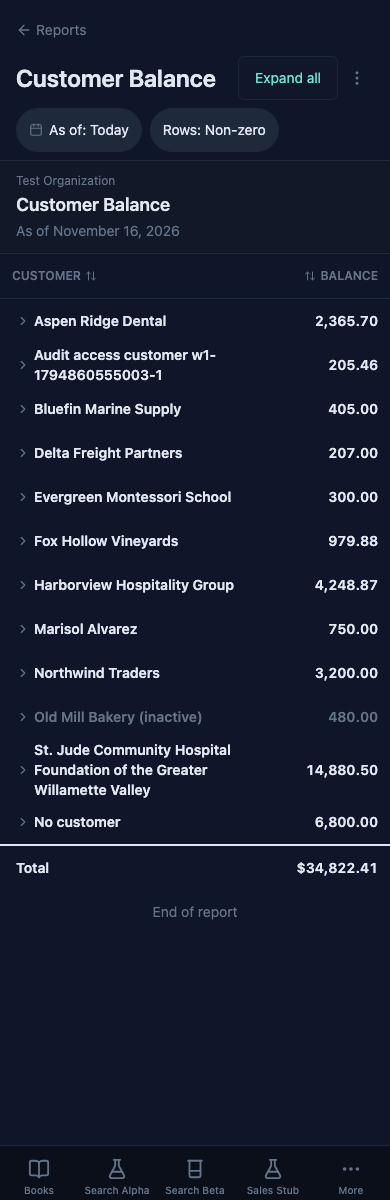 Reports
Customer Balance
Expand all
As of: Today
Rows: Non-zero
Test Organization
Customer Balance
As of November 16, 2026
CUSTOMER BALANCE
Aspen Ridge Dental 2,365.70
Audit access customer w1-
1794860555003-1 205.46
Bluefin Marine Supply 405.00
Delta Freight Partners 207.00
Evergreen Montessori School 300.00
Fox Hollow Vineyards 979.88
Harborview Hospitality Group 4,248.87
Marisol Alvarez 750.00
Northwind Traders 3,200.00
Old Mill Bakery (inactive) 480.00
St. Jude Community Hospital
Foundation of the Greater 14,880.50
Willamette Valley
No customer 6,800.00
Total $34,822.41
End of report
Books Search Alpha Search Beta Sales Stub More